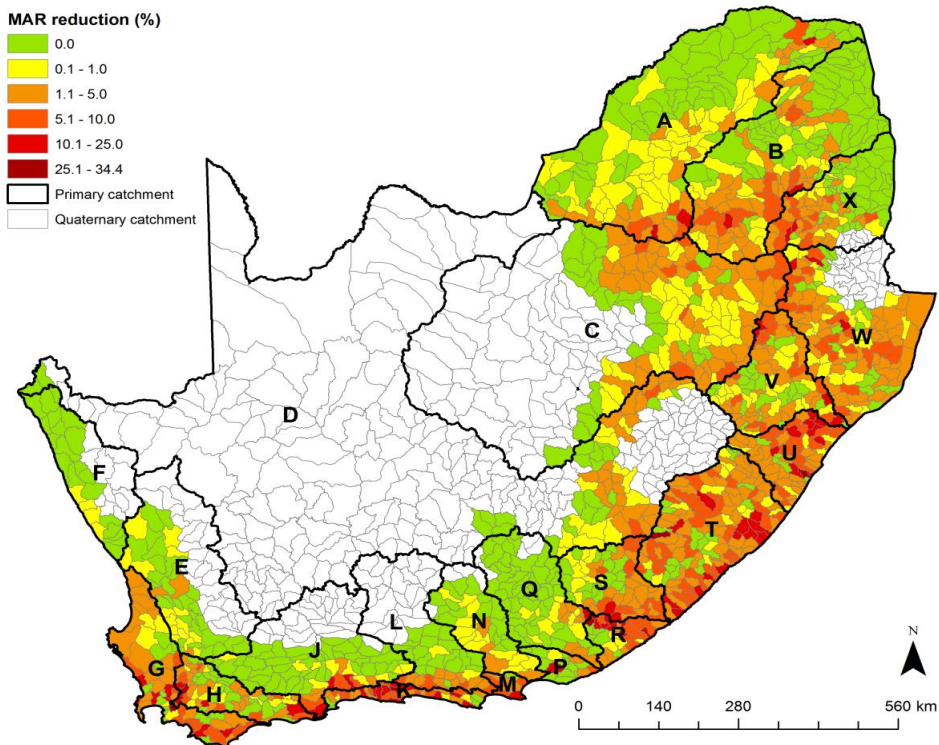 MAR reduction (%)
0.0
0.1 - 1.0
1.1 - 5.0
5.1 - 10.0
10.1 - 25.0
25.1 - 34.4
Primary catchment
Quaternary catchment
A
B
X
C
W
D
V
U
F
T
E
Q
S
N
L
R
J
P
G
H
K
M
N
0 140 280 560 km